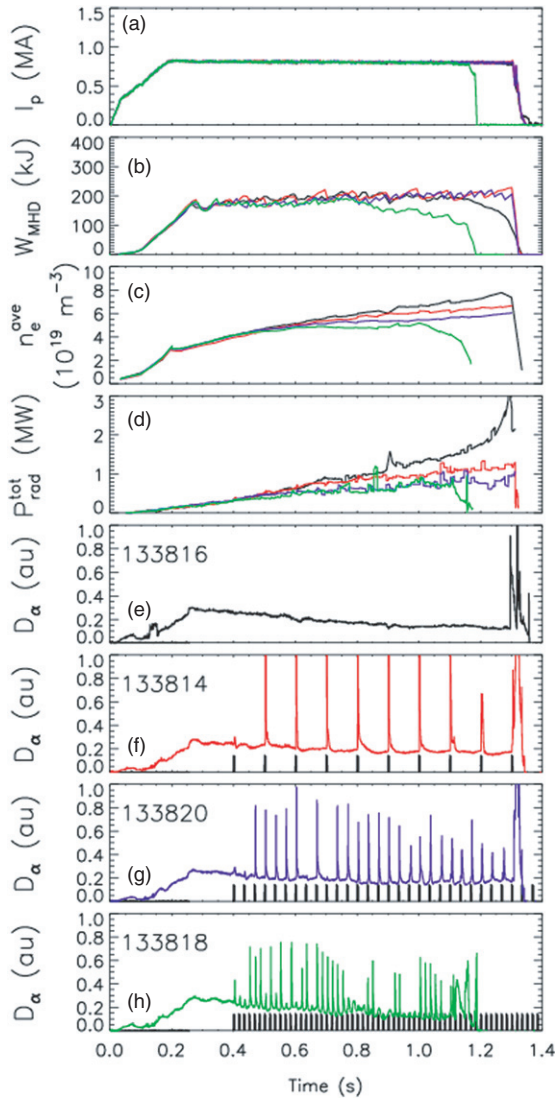 (a)
I_p (MA)
1.5
1.0
0.5
0.0
(b)
W_MHD (kJ)
400
300
200
100
0
(c)
n_e^ave (10^19 m^-3)
10
8
6
4
2
0
(d)
P_rad^tot (MW)
3
2
1
0
133816
(e)
D_α (au)
1.0
0.8
0.6
0.4
0.2
0.0
133814
(f)
D_α (au)
1.0
0.8
0.6
0.4
0.2
0.0
133820
(g)
D_α (au)
1.0
0.8
0.6
0.4
0.2
0.0
133818
(h)
D_α (au)
1.0
0.8
0.6
0.4
0.2
0.0
0.0 0.2 0.4 0.6 0.8 1.0 1.2 1.4
Time (s)